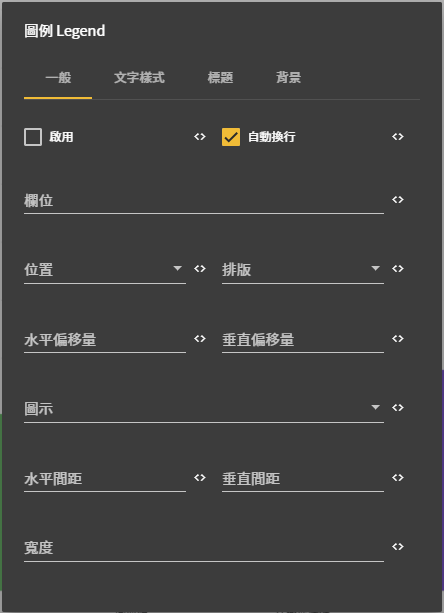 圖例 Legend
一般 文字樣式 標題 背景
啟用 <> 自動換行 <>
欄位 <>
位置 <> 排版 <>
水平偏移量 <> 垂直偏移量 <>
圖示 <>
水平間距 <> 垂直間距 <>
寬度 <>